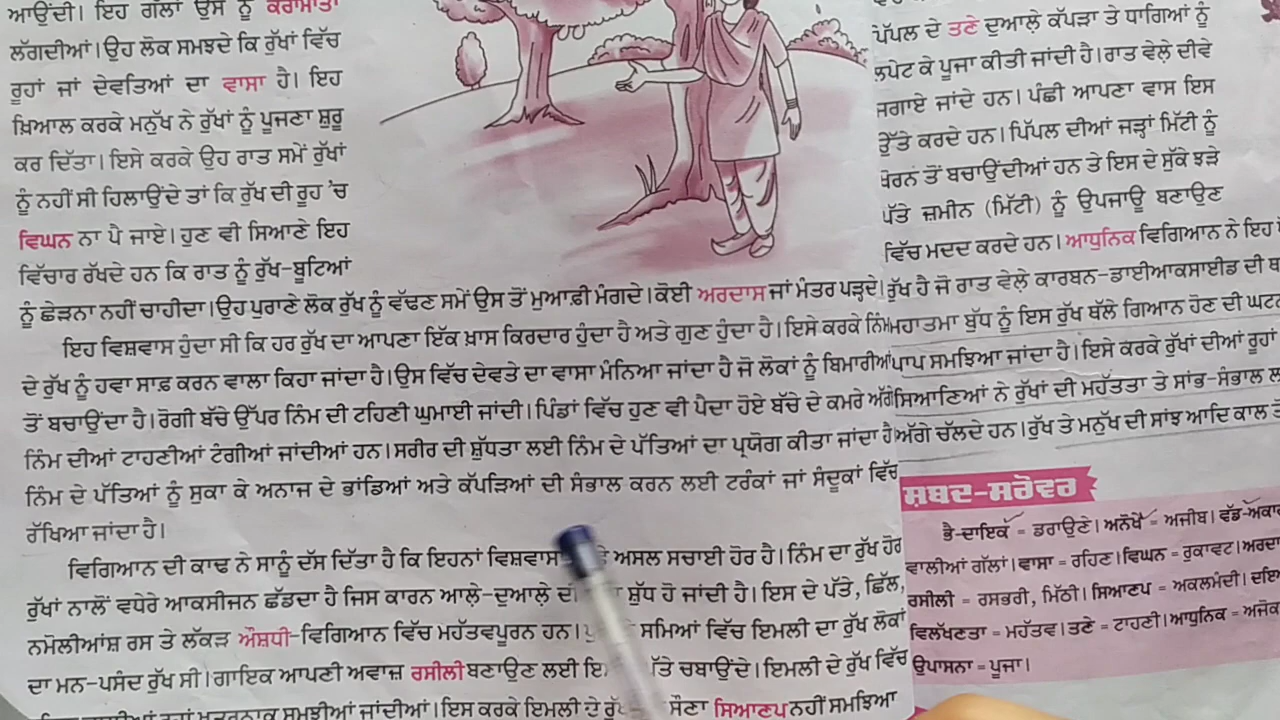 ਆਉਂਦੀ। ਇਹ ਗੱਲਾਂ ਉਸ ਨੂੰ ਕਰਾਮਾਤਾਂ
ਲੱਗਦੀਆਂ। ਉਹ ਲੋਕ ਸਮਝਦੇ ਕਿ ਰੁੱਖਾਂ ਵਿੱਚ
ਰੂਹਾਂ ਜਾਂ ਦੇਵਤਿਆਂ ਦਾ ਵਾਸਾ ਹੈ। ਇਹ
ਖ਼ਿਆਲ ਕਰਕੇ ਮਨੁੱਖ ਨੇ ਰੁੱਖਾਂ ਨੂੰ ਪੂਜਣਾ ਸ਼ੁਰੂ
ਕਰ ਦਿੱਤਾ। ਇਸੇ ਕਰਕੇ ਉਹ ਰਾਤ ਸਮੇਂ ਰੁੱਖਾਂ
ਨੂੰ ਨਹੀਂ ਸੀ ਹਿਲਾਉਂਦੇ ਤਾਂ ਕਿ ਰੁੱਖ ਦੀ ਰੂਹ 'ਚ
ਵਿਘਨ ਨਾ ਪੈ ਜਾਏ। ਹੁਣ ਵੀ ਸਿਆਣੇ ਇਹ
ਵਿੱਚਾਰ ਰੱਖਦੇ ਹਨ ਕਿ ਰਾਤ ਨੂੰ ਰੁੱਖ-ਬੂਟਿਆਂ
ਨੂੰ ਛੇੜਨਾ ਨਹੀਂ ਚਾਹੀਦਾ। ਉਹ ਪੁਰਾਣੇ ਲੋਕ ਰੁੱਖ ਨੂੰ ਵੱਢਣ ਸਮੇਂ ਉਸ ਤੋਂ ਮੁਆਫ਼ੀ ਮੰਗਦੇ। ਕੋਈ ਅਰਦਾਸ ਜਾਂ ਮੰਤਰ ਪੜ੍ਹਦੇ।
ਇਹ ਵਿਸ਼ਵਾਸ ਹੁੰਦਾ ਸੀ ਕਿ ਹਰ ਰੁੱਖ ਦਾ ਆਪਣਾ ਇੱਕ ਖ਼ਾਸ ਕਿਰਦਾਰ ਹੁੰਦਾ ਹੈ ਅਤੇ ਗੁਣ ਹੁੰਦਾ ਹੈ। ਇਸੇ ਕਰਕੇ ਨਿੰਮ
ਦੇ ਰੁੱਖ ਨੂੰ ਹਵਾ ਸਾਫ਼ ਕਰਨ ਵਾਲਾ ਕਿਹਾ ਜਾਂਦਾ ਹੈ। ਉਸ ਵਿੱਚ ਦੇਵਤੇ ਦਾ ਵਾਸਾ ਮੰਨਿਆ ਜਾਂਦਾ ਹੈ ਜੋ ਲੋਕਾਂ ਨੂੰ ਬਿਮਾਰੀਆਂ
ਤੋਂ ਬਚਾਉਂਦਾ ਹੈ। ਰੋਗੀ ਬੱਚੇ ਉੱਪਰ ਨਿੰਮ ਦੀ ਟਹਿਣੀ ਘੁਮਾਈ ਜਾਂਦੀ। ਪਿੰਡਾਂ ਵਿੱਚ ਹੁਣ ਵੀ ਪੈਦਾ ਹੋਏ ਬੱਚੇ ਦੇ ਕਮਰੇ ਅੱਗੇ
ਨਿੰਮ ਦੀਆਂ ਟਾਹਣੀਆਂ ਟੰਗੀਆਂ ਜਾਂਦੀਆਂ ਹਨ। ਸਰੀਰ ਦੀ ਸ਼ੁੱਧਤਾ ਲਈ ਨਿੰਮ ਦੇ ਪੱਤਿਆਂ ਦਾ ਪ੍ਰਯੋਗ ਕੀਤਾ ਜਾਂਦਾ ਹੈ।
ਨਿੰਮ ਦੇ ਪੱਤਿਆਂ ਨੂੰ ਸੁਕਾ ਕੇ ਅਨਾਜ ਦੇ ਭਾਂਡਿਆਂ ਅਤੇ ਕੱਪੜਿਆਂ ਦੀ ਸੰਭਾਲ ਕਰਨ ਲਈ ਟਰੰਕਾਂ ਜਾਂ ਸੰਦੂਕਾਂ ਵਿੱਚ
ਰੱਖਿਆ ਜਾਂਦਾ ਹੈ।
ਵਿਗਿਆਨ ਦੀ ਕਾਢ ਨੇ ਸਾਨੂੰ ਦੱਸ ਦਿੱਤਾ ਹੈ ਕਿ ਇਹਨਾਂ ਅਸਲ ਸਚਾਈ ਹੋਰ ਹੈ। ਨਿੰਮ ਦਾ ਰੁੱਖ ਹੋਰ
ਰੁੱਖਾਂ ਨਾਲੋਂ ਵਧੇਰੇ ਆਕਸੀਜਨ ਛੱਡਦਾ ਹੈ ਜਿਸ ਕਾਰਨ ਆਲ਼ੇ-ਦੁਆਲ਼ੇ ਸ਼ੁੱਧ ਹੋ ਜਾਂਦੀ ਹੈ। ਇਸ ਦੇ ਪੱਤੇ, ਛਿੱਲ,
ਨਮੋਲੀਆਂਸ਼ ਰਸ ਤੇ ਲੱਕੜ ਔਸ਼ਧੀ-ਵਿਗਿਆਨ ਵਿੱਚ ਮਹੱਤਵਪੂਰਨ ਹਨ। ਸਮਿਆਂ ਵਿੱਚ ਇਮਲੀ ਦਾ ਰੁੱਖ ਲੋਕਾਂ
ਦਾ ਮਨ-ਪਸੰਦ ਰੁੱਖ ਸੀ। ਗਾਇਕ ਆਪਣੀ ਅਵਾਜ਼ ਰਸੀਲੀ ਬਣਾਉਣ ਲਈ ਚਬਾਉਂਦੇ। ਇਮਲੀ ਦੇ ਰੁੱਖ ਵਿੱਚ
ਖ਼ਤਰਨਾਕ ਸਮਝੀਆਂ ਜਾਂਦੀਆਂ। ਇਸ ਕਰਕੇ ਇਮਲੀ ਦੇ ਸੌਣਾ ਸਿਆਣਪ ਨਹੀਂ ਸਮਝਿਆ
ਪਿੱਪਲ ਦੇ ਤਣੇ ਦੁਆਲ਼ੇ ਕੱਪੜਾ ਤੇ ਧਾਗਿਆਂ ਨੂੰ
ਲਪੇਟ ਕੇ ਪੂਜਾ ਕੀਤੀ ਜਾਂਦੀ ਹੈ। ਰਾਤ ਵੇਲ਼ੇ ਦੀਵੇ
ਜਗਾਏ ਜਾਂਦੇ ਹਨ। ਪੰਛੀ ਆਪਣਾ ਵਾਸ ਇਸ
ਉੱਤੇ ਕਰਦੇ ਹਨ। ਪਿੱਪਲ ਦੀਆਂ ਜੜ੍ਹਾਂ ਮਿੱਟੀ ਨੂੰ
ਖੋਰਨ ਤੋਂ ਬਚਾਉਂਦੀਆਂ ਹਨ ਤੇ ਇਸ ਦੇ ਸੁੱਕੇ ਝੜੇ
ਪੱਤੇ ਜ਼ਮੀਨ (ਮਿੱਟੀ) ਨੂੰ ਉਪਜਾਊ ਬਣਾਉਣ
ਵਿੱਚ ਮਦਦ ਕਰਦੇ ਹਨ। ਆਧੁਨਿਕ ਵਿਗਿਆਨ ਨੇ ਇਹ
ਰੁੱਖ ਹੈ ਜੋ ਰਾਤ ਵੇਲ਼ੇ ਕਾਰਬਨ-ਡਾਈਆਕਸਾਈਡ ਦੀ
ਮਹਾਤਮਾ ਬੁੱਧ ਨੂੰ ਇਸ ਰੁੱਖ ਥੱਲੇ ਗਿਆਨ ਹੋਣ ਦੀ
ਪਾਪ ਸਮਝਿਆ ਜਾਂਦਾ ਹੈ। ਇਸੇ ਕਰਕੇ ਰੁੱਖਾਂ ਦੀਆਂ ਰੂਹਾਂ
ਸਿਆਣਿਆਂ ਨੇ ਰੁੱਖਾਂ ਦੀ ਮਹੱਤਤਾ ਤੇ ਸਾਂਭ-ਸੰਭਾਲ
ਅੱਗੇ ਚੱਲਦੇ ਹਨ। ਰੁੱਖ ਤੇ ਮਨੁੱਖ ਦੀ ਸਾਂਝ ਆਦਿ ਕਾਲ
ਸ਼ਬਦ-ਸਰੋਵਰ
ਭੈ-ਦਾਇਕ = ਡਰਾਉਣੇ। ਅਨੋਖੇ = ਅਜੀਬ।
ਵਾਲੀਆਂ ਗੱਲਾਂ। ਵਾਸਾ = ਰਹਿਣ। ਵਿਘਨ = ਰੁਕਾਵਟ।
ਰਸੀਲੀ = ਰਸਭਰੀ, ਮਿੱਠੀ। ਸਿਆਣਪ = ਅਕਲਮੰਦੀ।
ਵਿਲੱਖਣਤਾ = ਮਹੱਤਵ। ਤਣੇ = ਟਾਹਣੀ। ਆਧੁਨਿਕ =
ਉਪਾਸਨਾ = ਪੂਜਾ।